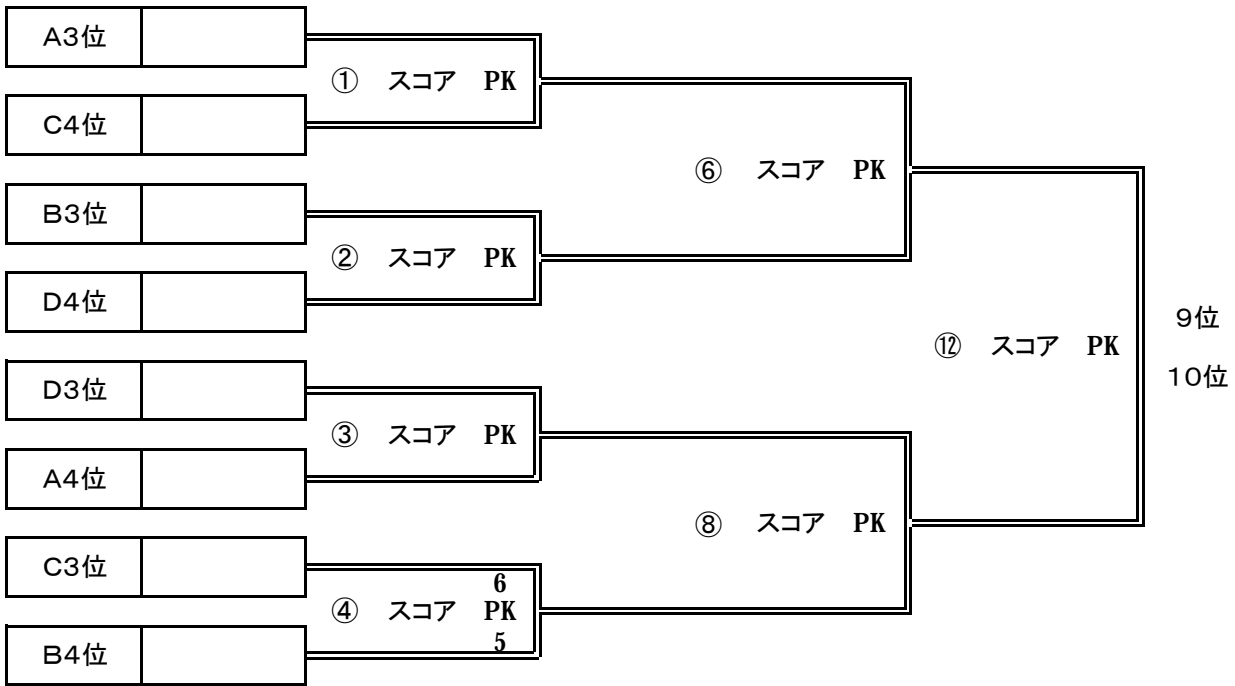 A3位
① スコア PK
C4位
⑥ スコア PK
B3位
② スコア PK
D4位
⑫ スコア PK
9位
10位
D3位
③ スコア PK
A4位
⑧ スコア PK
C3位
6
④ スコア PK
5
B4位